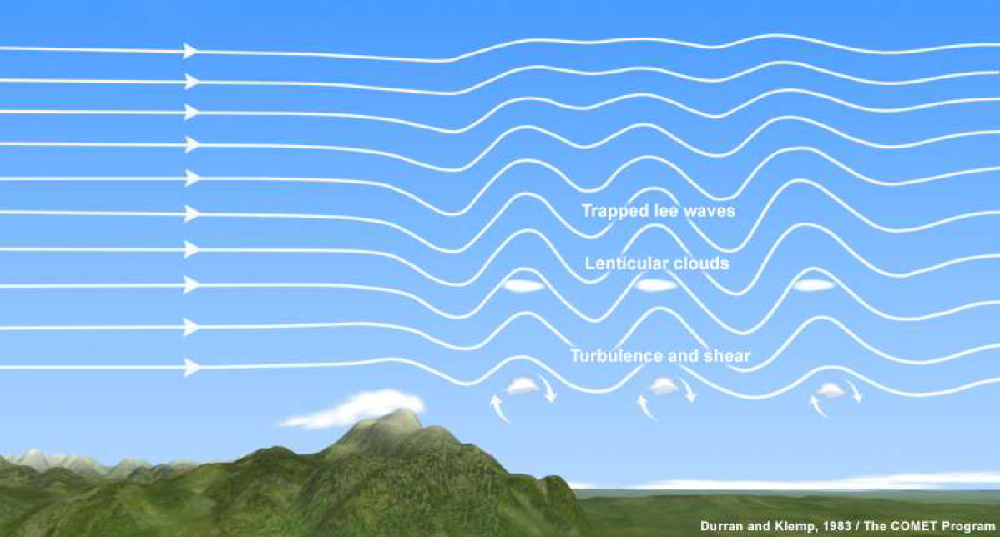 Trapped lee waves
Lenticular clouds
Turbulence and shear
Durran and Klemp, 1983 / The COMET Program